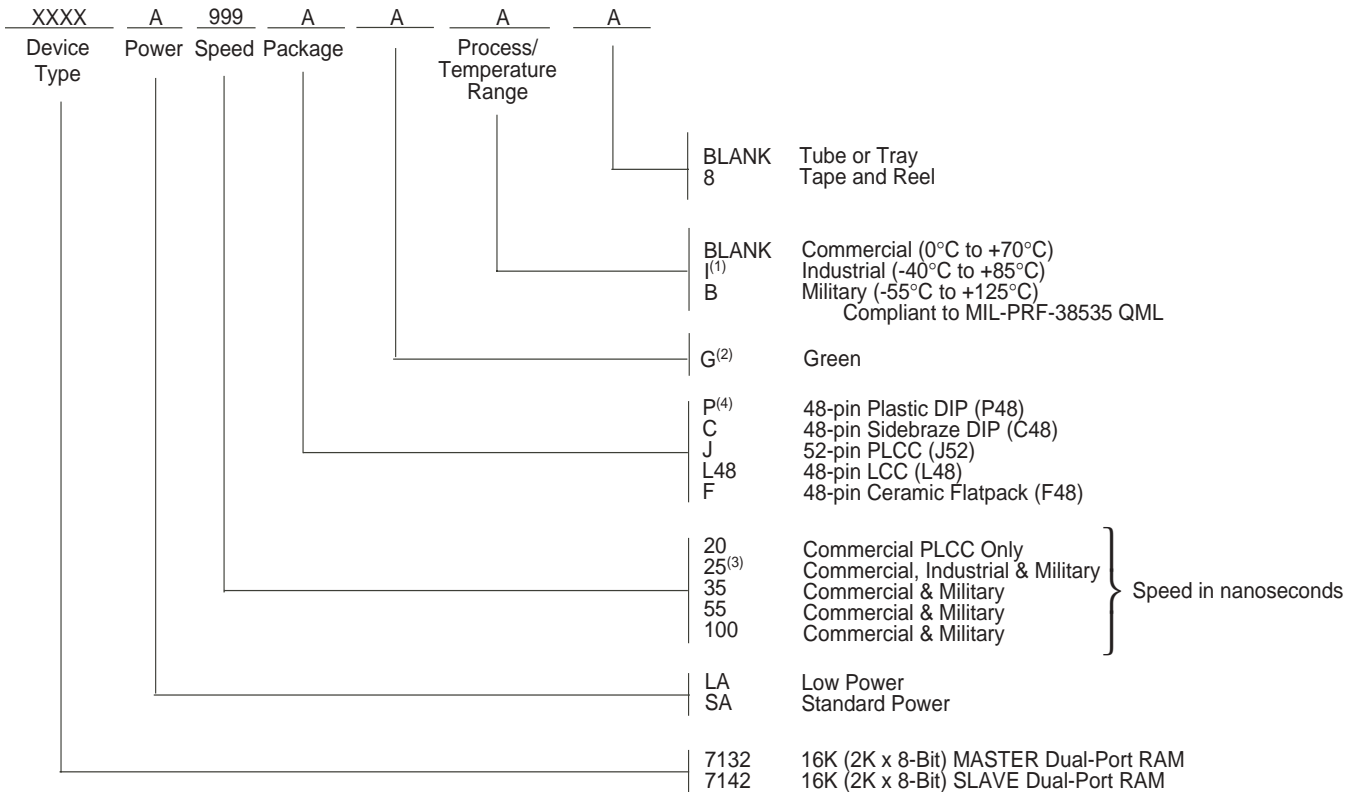 XXXX A 999 A A A A
Device Type Power Speed Package Process/ Temperature Range
BLANK Tube or Tray
8 Tape and Reel
BLANK Commercial (0°C to +70°C)
I(1) Industrial (-40°C to +85°C)
B Military (-55°C to +125°C)
Compliant to MIL-PRF-38535 QML
G(2) Green
P(4) 48-pin Plastic DIP (P48)
C 48-pin Sidebraze DIP (C48)
J 52-pin PLCC (J52)
L48 48-pin LCC (L48)
F 48-pin Ceramic Flatpack (F48)
20 Commercial PLCC Only
25(3) Commercial, Industrial & Military
35 Commercial & Military
55 Commercial & Military
100 Commercial & Military
Speed in nanoseconds
LA Low Power
SA Standard Power
7132 16K (2K x 8-Bit) MASTER Dual-Port RAM
7142 16K (2K x 8-Bit) SLAVE Dual-Port RAM